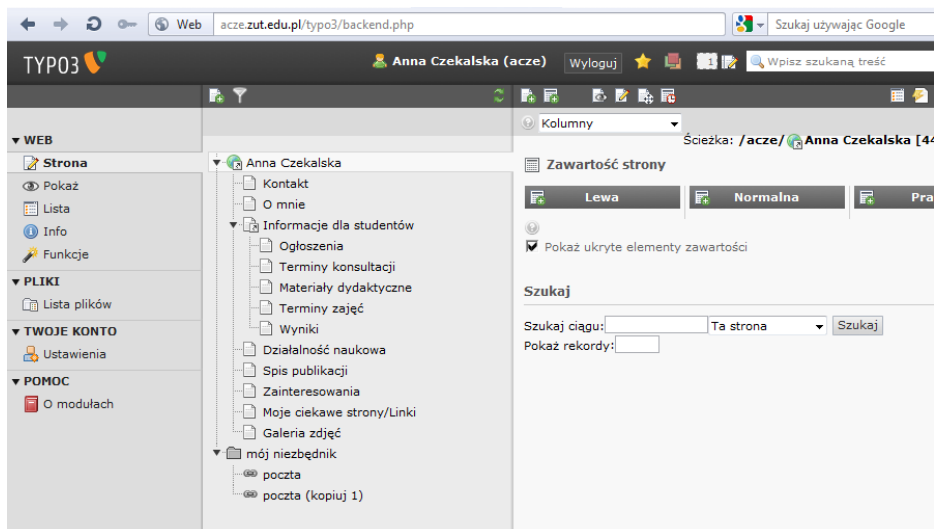 Web acze.zut.edu.pl/typo3/backend.php Szukaj używając Google
TYPO3 Anna Czekalska (acze) Wyloguj 1 Wpisz szukaną treść
Kolumny
Ścieżka: /acze/ Anna Czekalska [44
WEB
Strona
Pokaż
Lista
Info
Funkcje
PLIKI
Lista plików
TWOJE KONTO
Ustawienia
POMOC
O modułach
Anna Czekalska
Kontakt
O mnie
Informacje dla studentów
Ogłoszenia
Terminy konsultacji
Materiały dydaktyczne
Terminy zajęć
Wyniki
Działalność naukowa
Spis publikacji
Zainteresowania
Moje ciekawe strony/Linki
Galeria zdjęć
mój niezbędnik
poczta
poczta (kopiuj 1)
Zawartość strony
Lewa Normalna Pra
Pokaż ukryte elementy zawartości
Szukaj
Szukaj ciągu: Ta strona Szukaj
Pokaż rekordy: